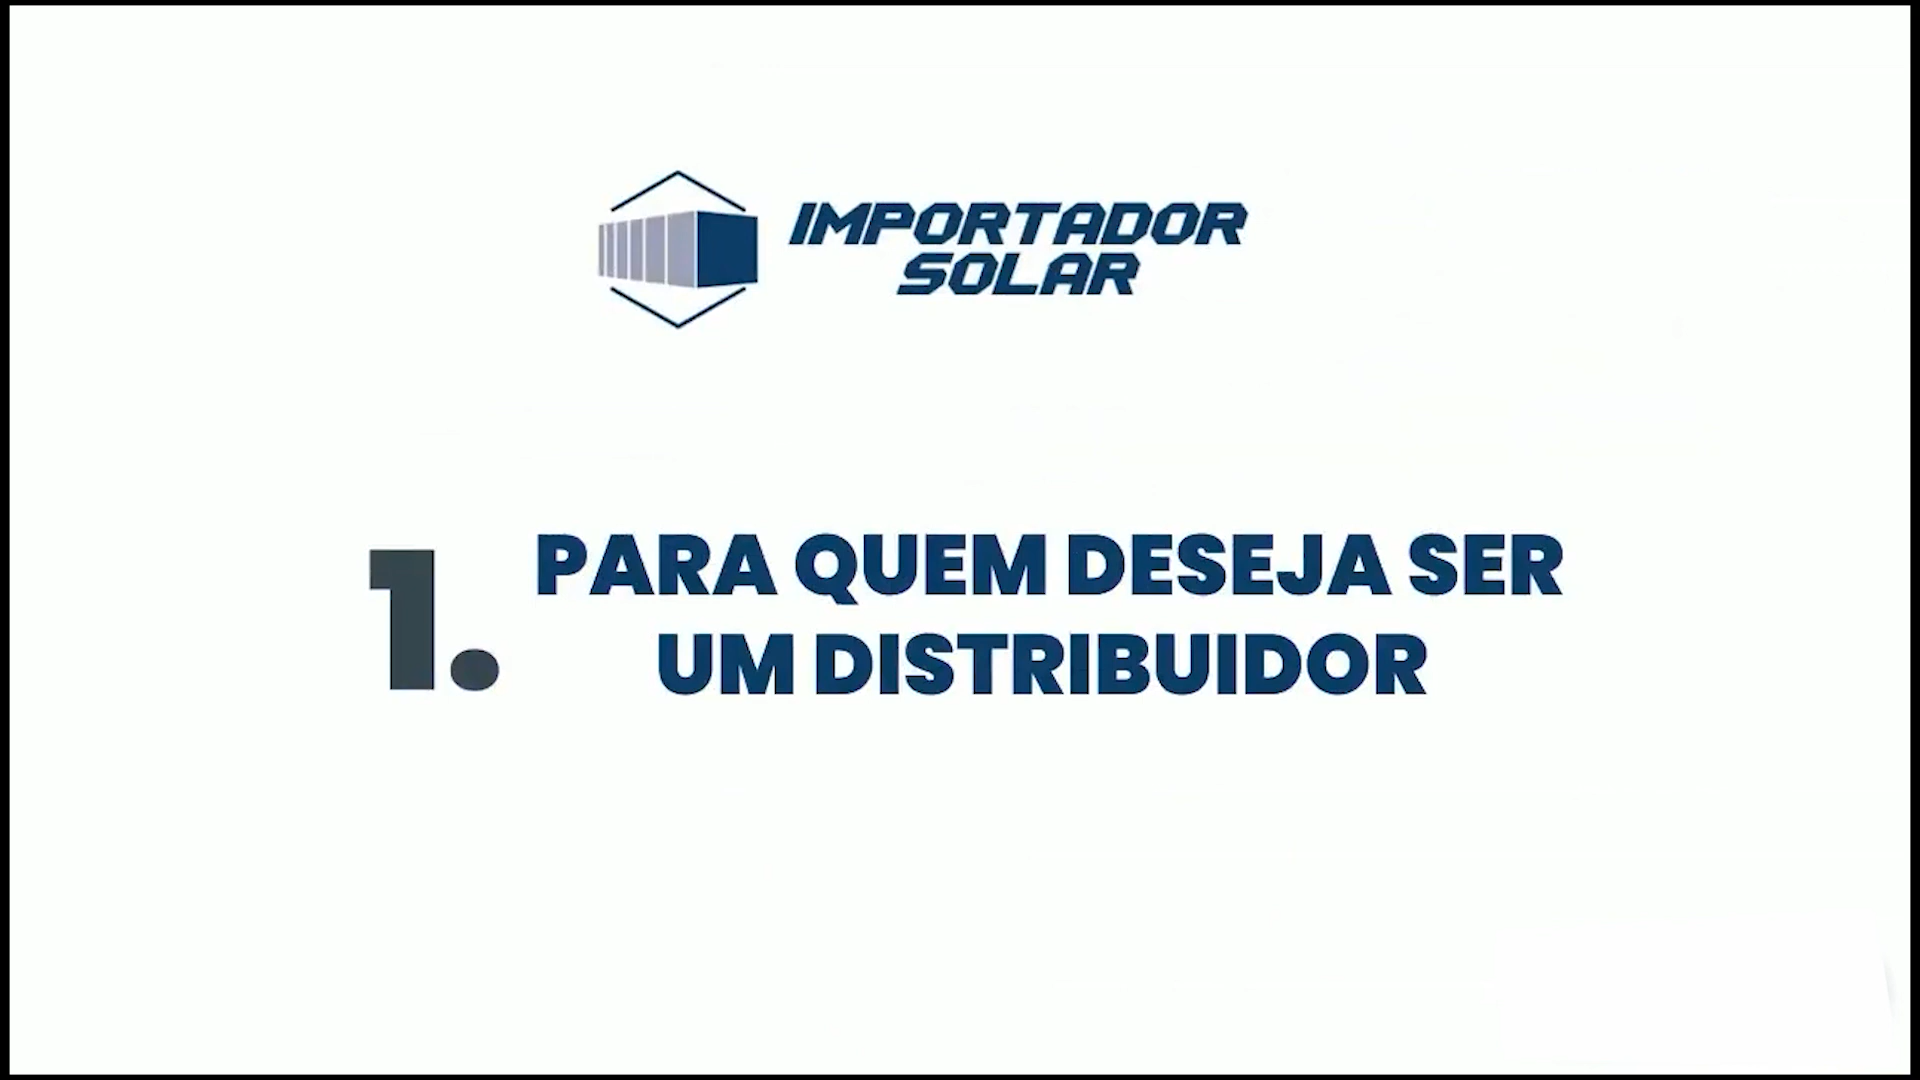 IMPORTADOR
SOLAR
1.
PARA QUEM DESEJA SER
UM DISTRIBUIDOR